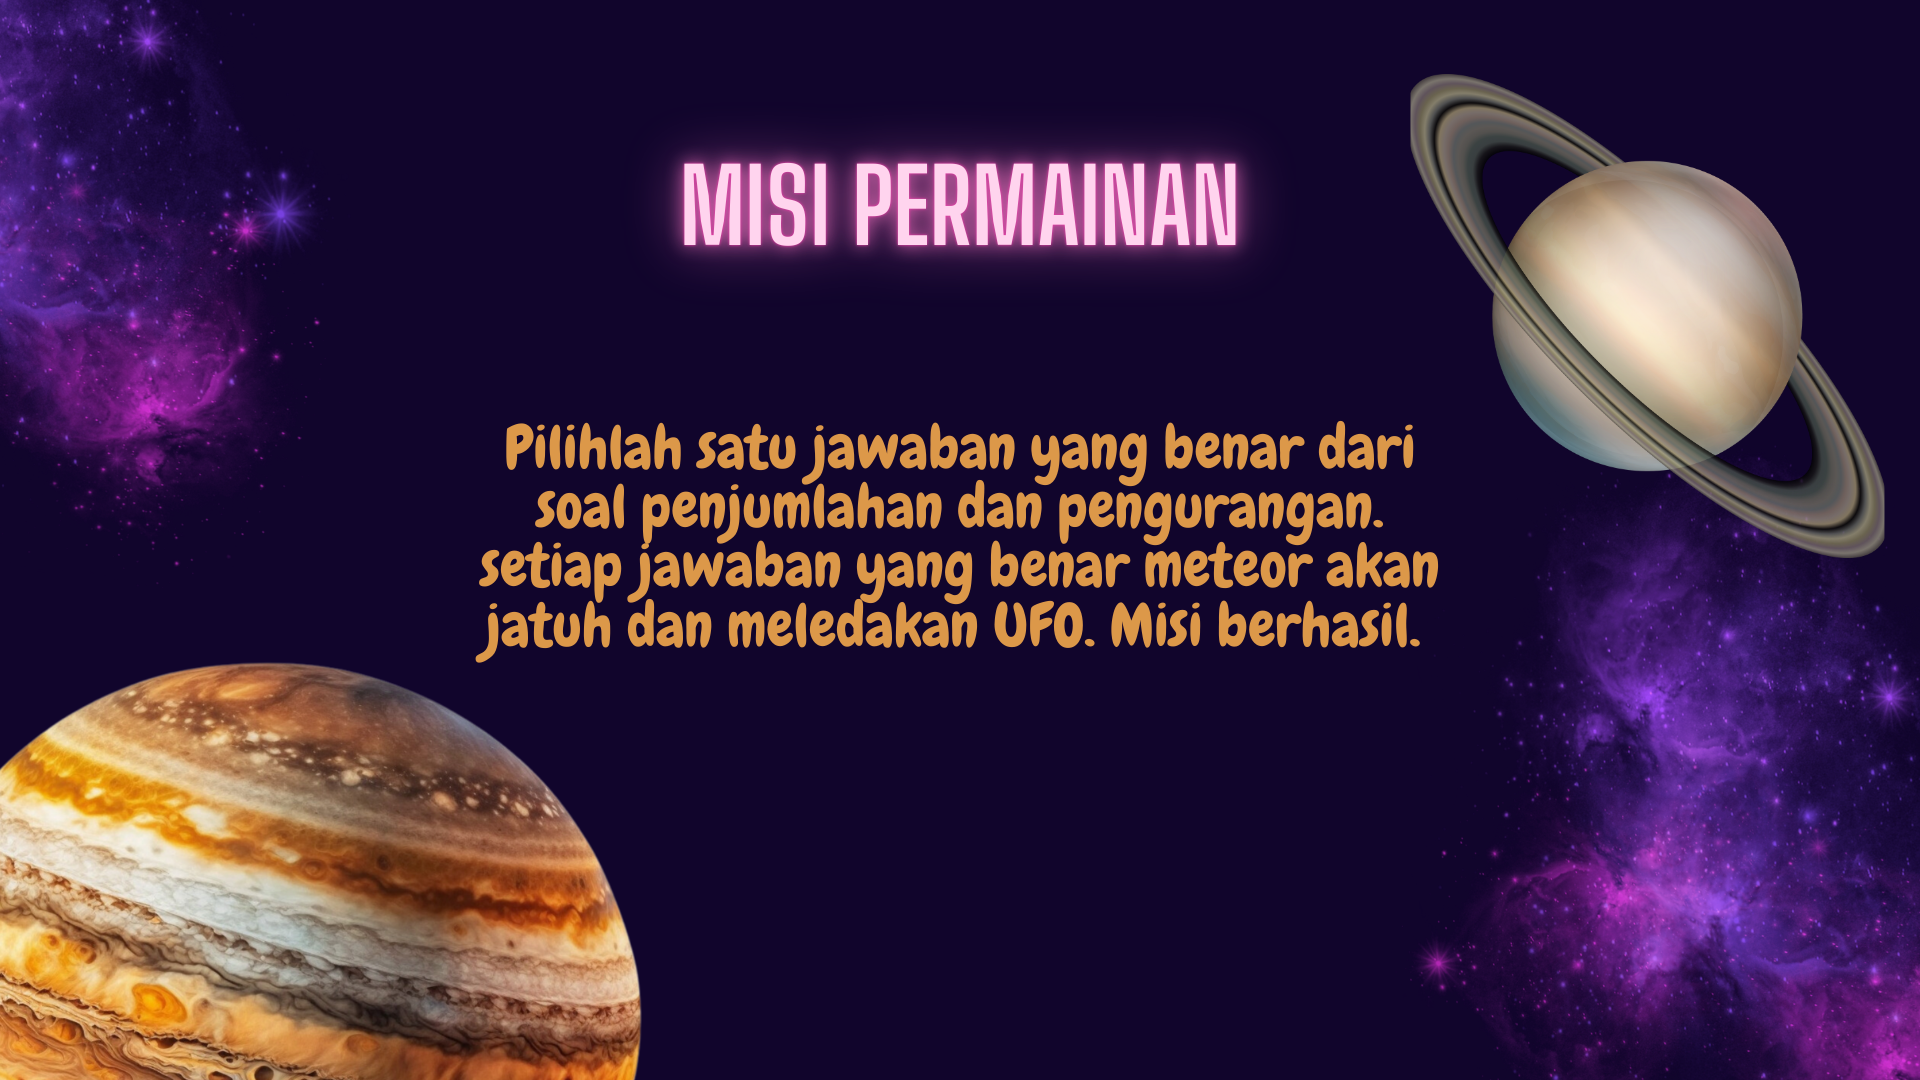 MISI PERMAINAN
Pilihlah satu jawaban yang benar dari
soal penjumlahan dan pengurangan.
setiap jawaban yang benar meteor akan
jatuh dan meledakan UFO. Misi berhasil.